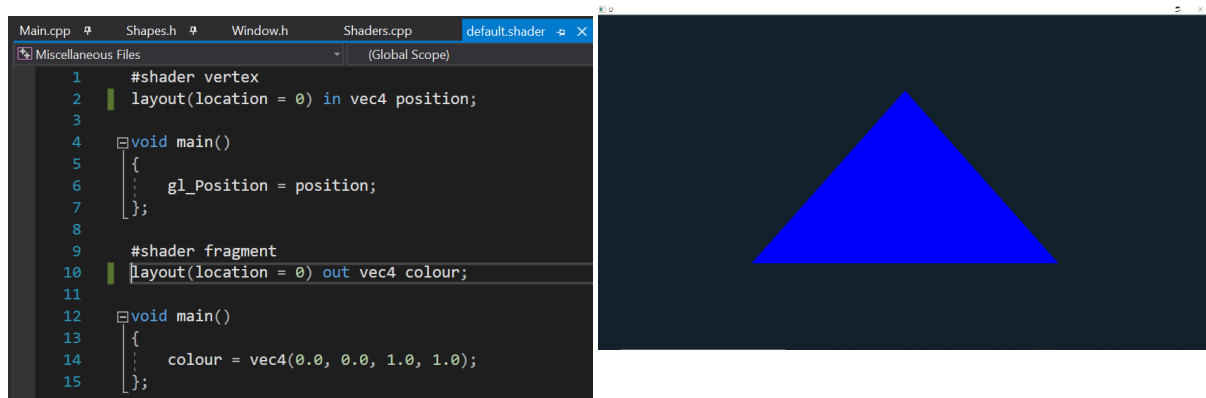 Main.cpp Shapes.h Window.h Shaders.cpp default.shader
Miscellaneous Files (Global Scope)
1 #shader vertex
2 layout(location = 0) in vec4 position;
3
4 void main()
5 {
6 gl_Position = position;
7 };
8
9 #shader fragment
10 layout(location = 0) out vec4 colour;
11
12 void main()
13 {
14 colour = vec4(0.0, 0.0, 1.0, 1.0);
15 };